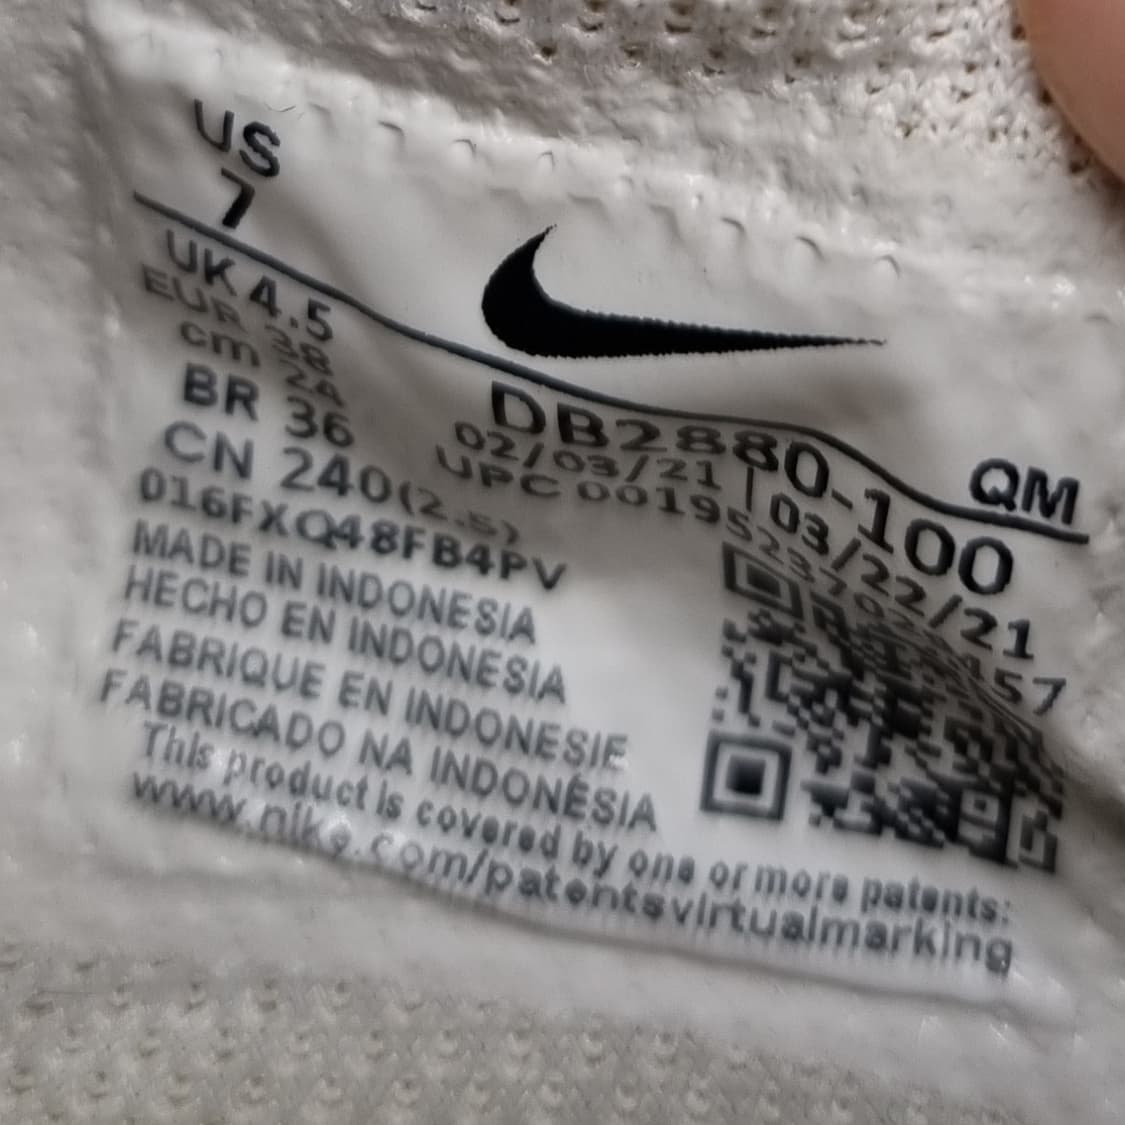 US
7
UK 4.5
EUR 38
cm 24
BR 36
CN 240(2.5)
016FXQ48FB4PV
MADE IN INDONESIA
HECHO EN INDONESIA
FABRIQUE EN INDONESIE
FABRICADO NA INDONÉSIA
This product is covered by one or more patents:
www.nike.com/patentsvirtualmarking
QM
DB2880-100
02/03/21 | 03/22/21
UPC